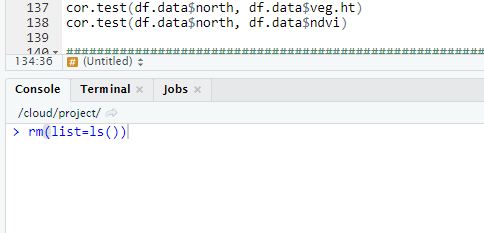 137 cor.test(df.data$north, df.data$veg.ht)
138 cor.test(df.data$north, df.data$ndvi)
139
140 ########################################################
134:36 # (Untitled)
Console Terminal × Jobs ×
/cloud/project/
> rm(list=ls())